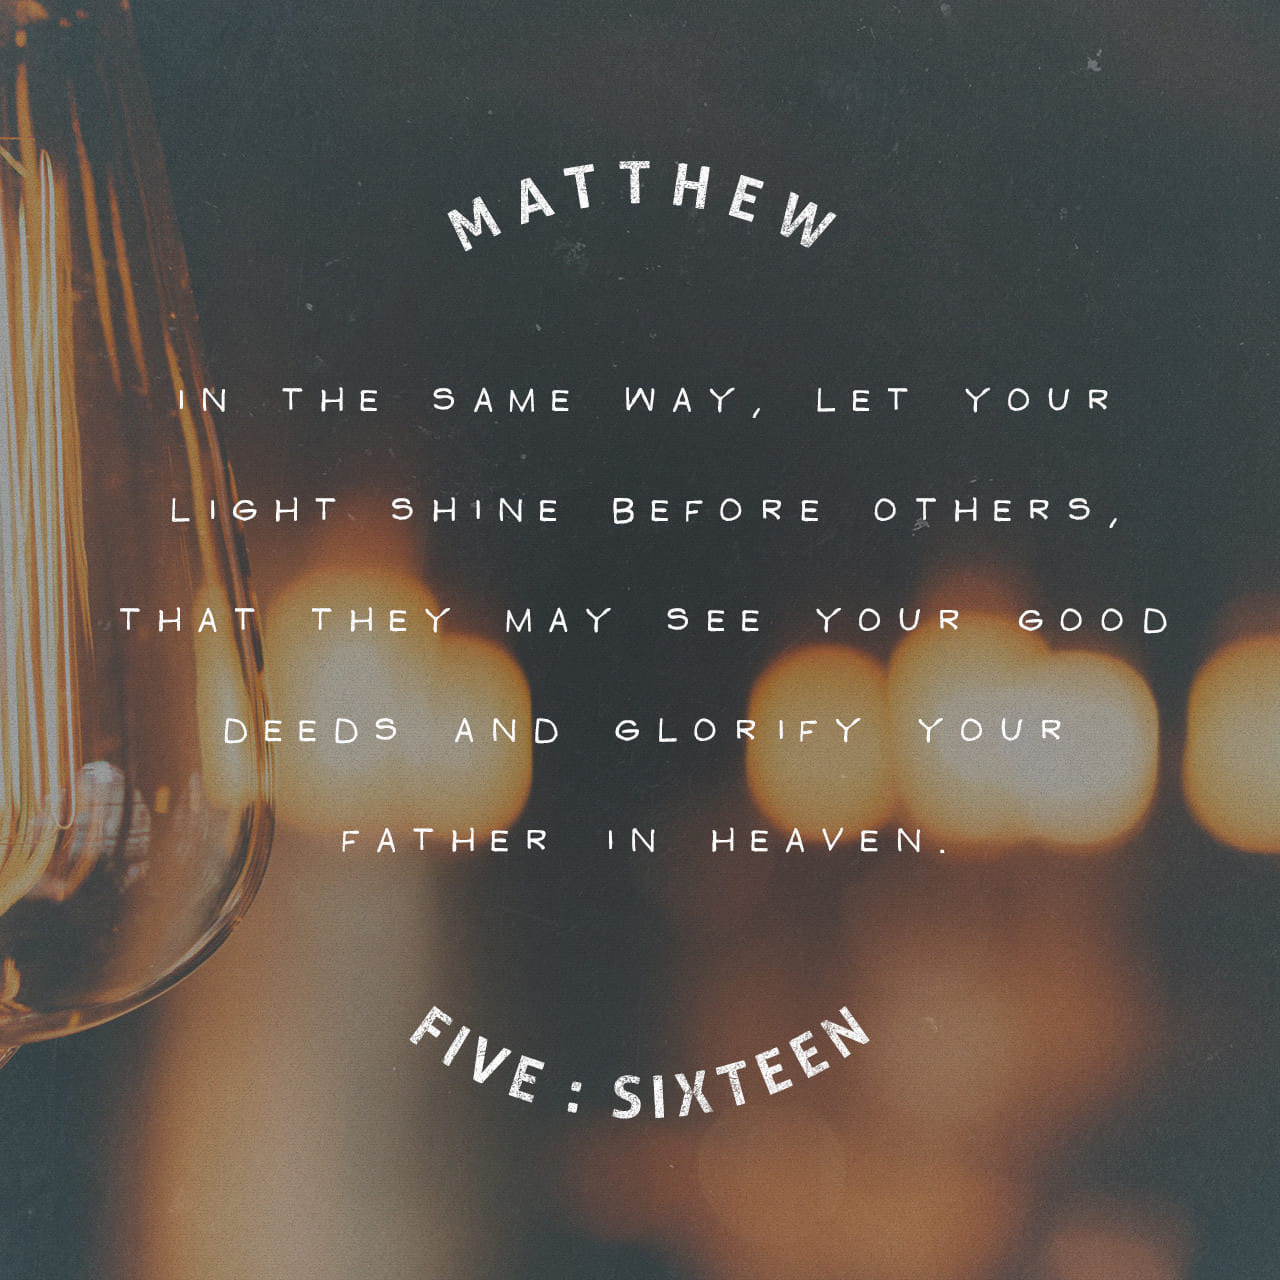 MATTHEW
IN THE SAME WAY, LET YOUR
LIGHT SHINE BEFORE OTHERS,
THAT THEY MAY SEE YOUR GOOD
DEEDS AND GLORIFY YOUR
FATHER IN HEAVEN.
FIVE : SIXTEEN